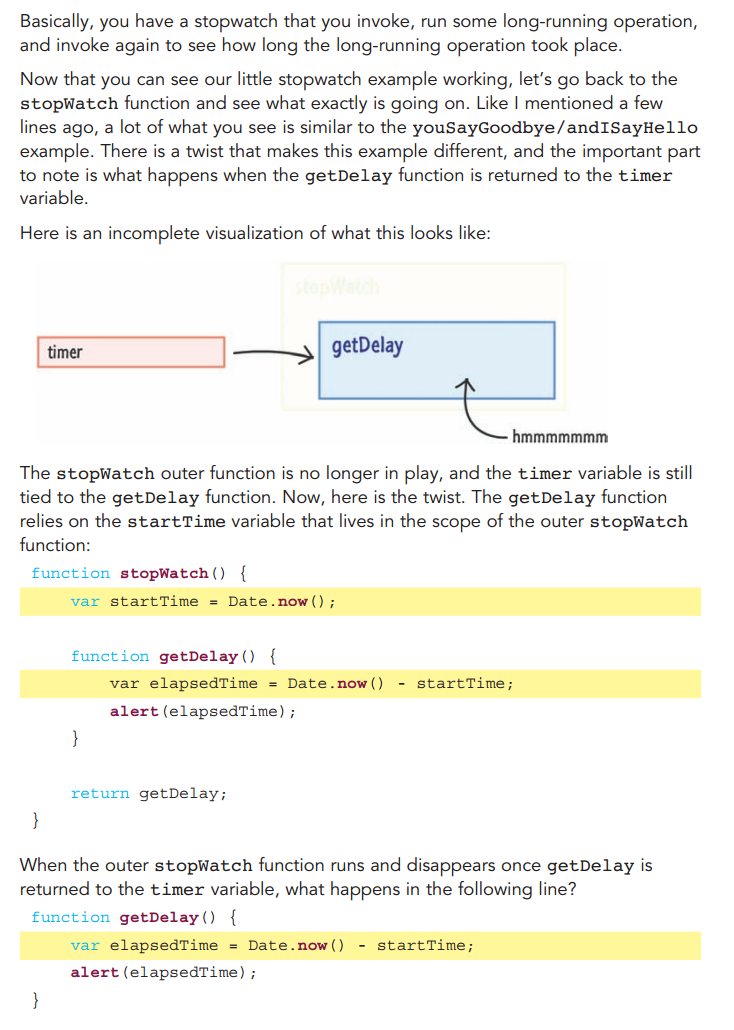 Basically, you have a stopwatch that you invoke, run some long-running operation,
and invoke again to see how long the long-running operation took place.
Now that you can see our little stopwatch example working, let's go back to the
stopWatch function and see what exactly is going on. Like I mentioned a few
lines ago, a lot of what you see is similar to the youSayGoodbye/andISayHello
example. There is a twist that makes this example different, and the important part
to note is what happens when the getDelay function is returned to the timer
variable.
Here is an incomplete visualization of what this looks like:
stopWatch
timer
getDelay
hmmmmmmm
The stopWatch outer function is no longer in play, and the timer variable is still
tied to the getDelay function. Now, here is the twist. The getDelay function
relies on the startTime variable that lives in the scope of the outer stopWatch
function:
function stopWatch() {
var startTime = Date.now();
function getDelay() {
var elapsedTime = Date.now() - startTime;
alert(elapsedTime);
}
return getDelay;
}
When the outer stopWatch function runs and disappears once getDelay is
returned to the timer variable, what happens in the following line?
function getDelay() {
var elapsedTime = Date.now() - startTime;
alert(elapsedTime);
}